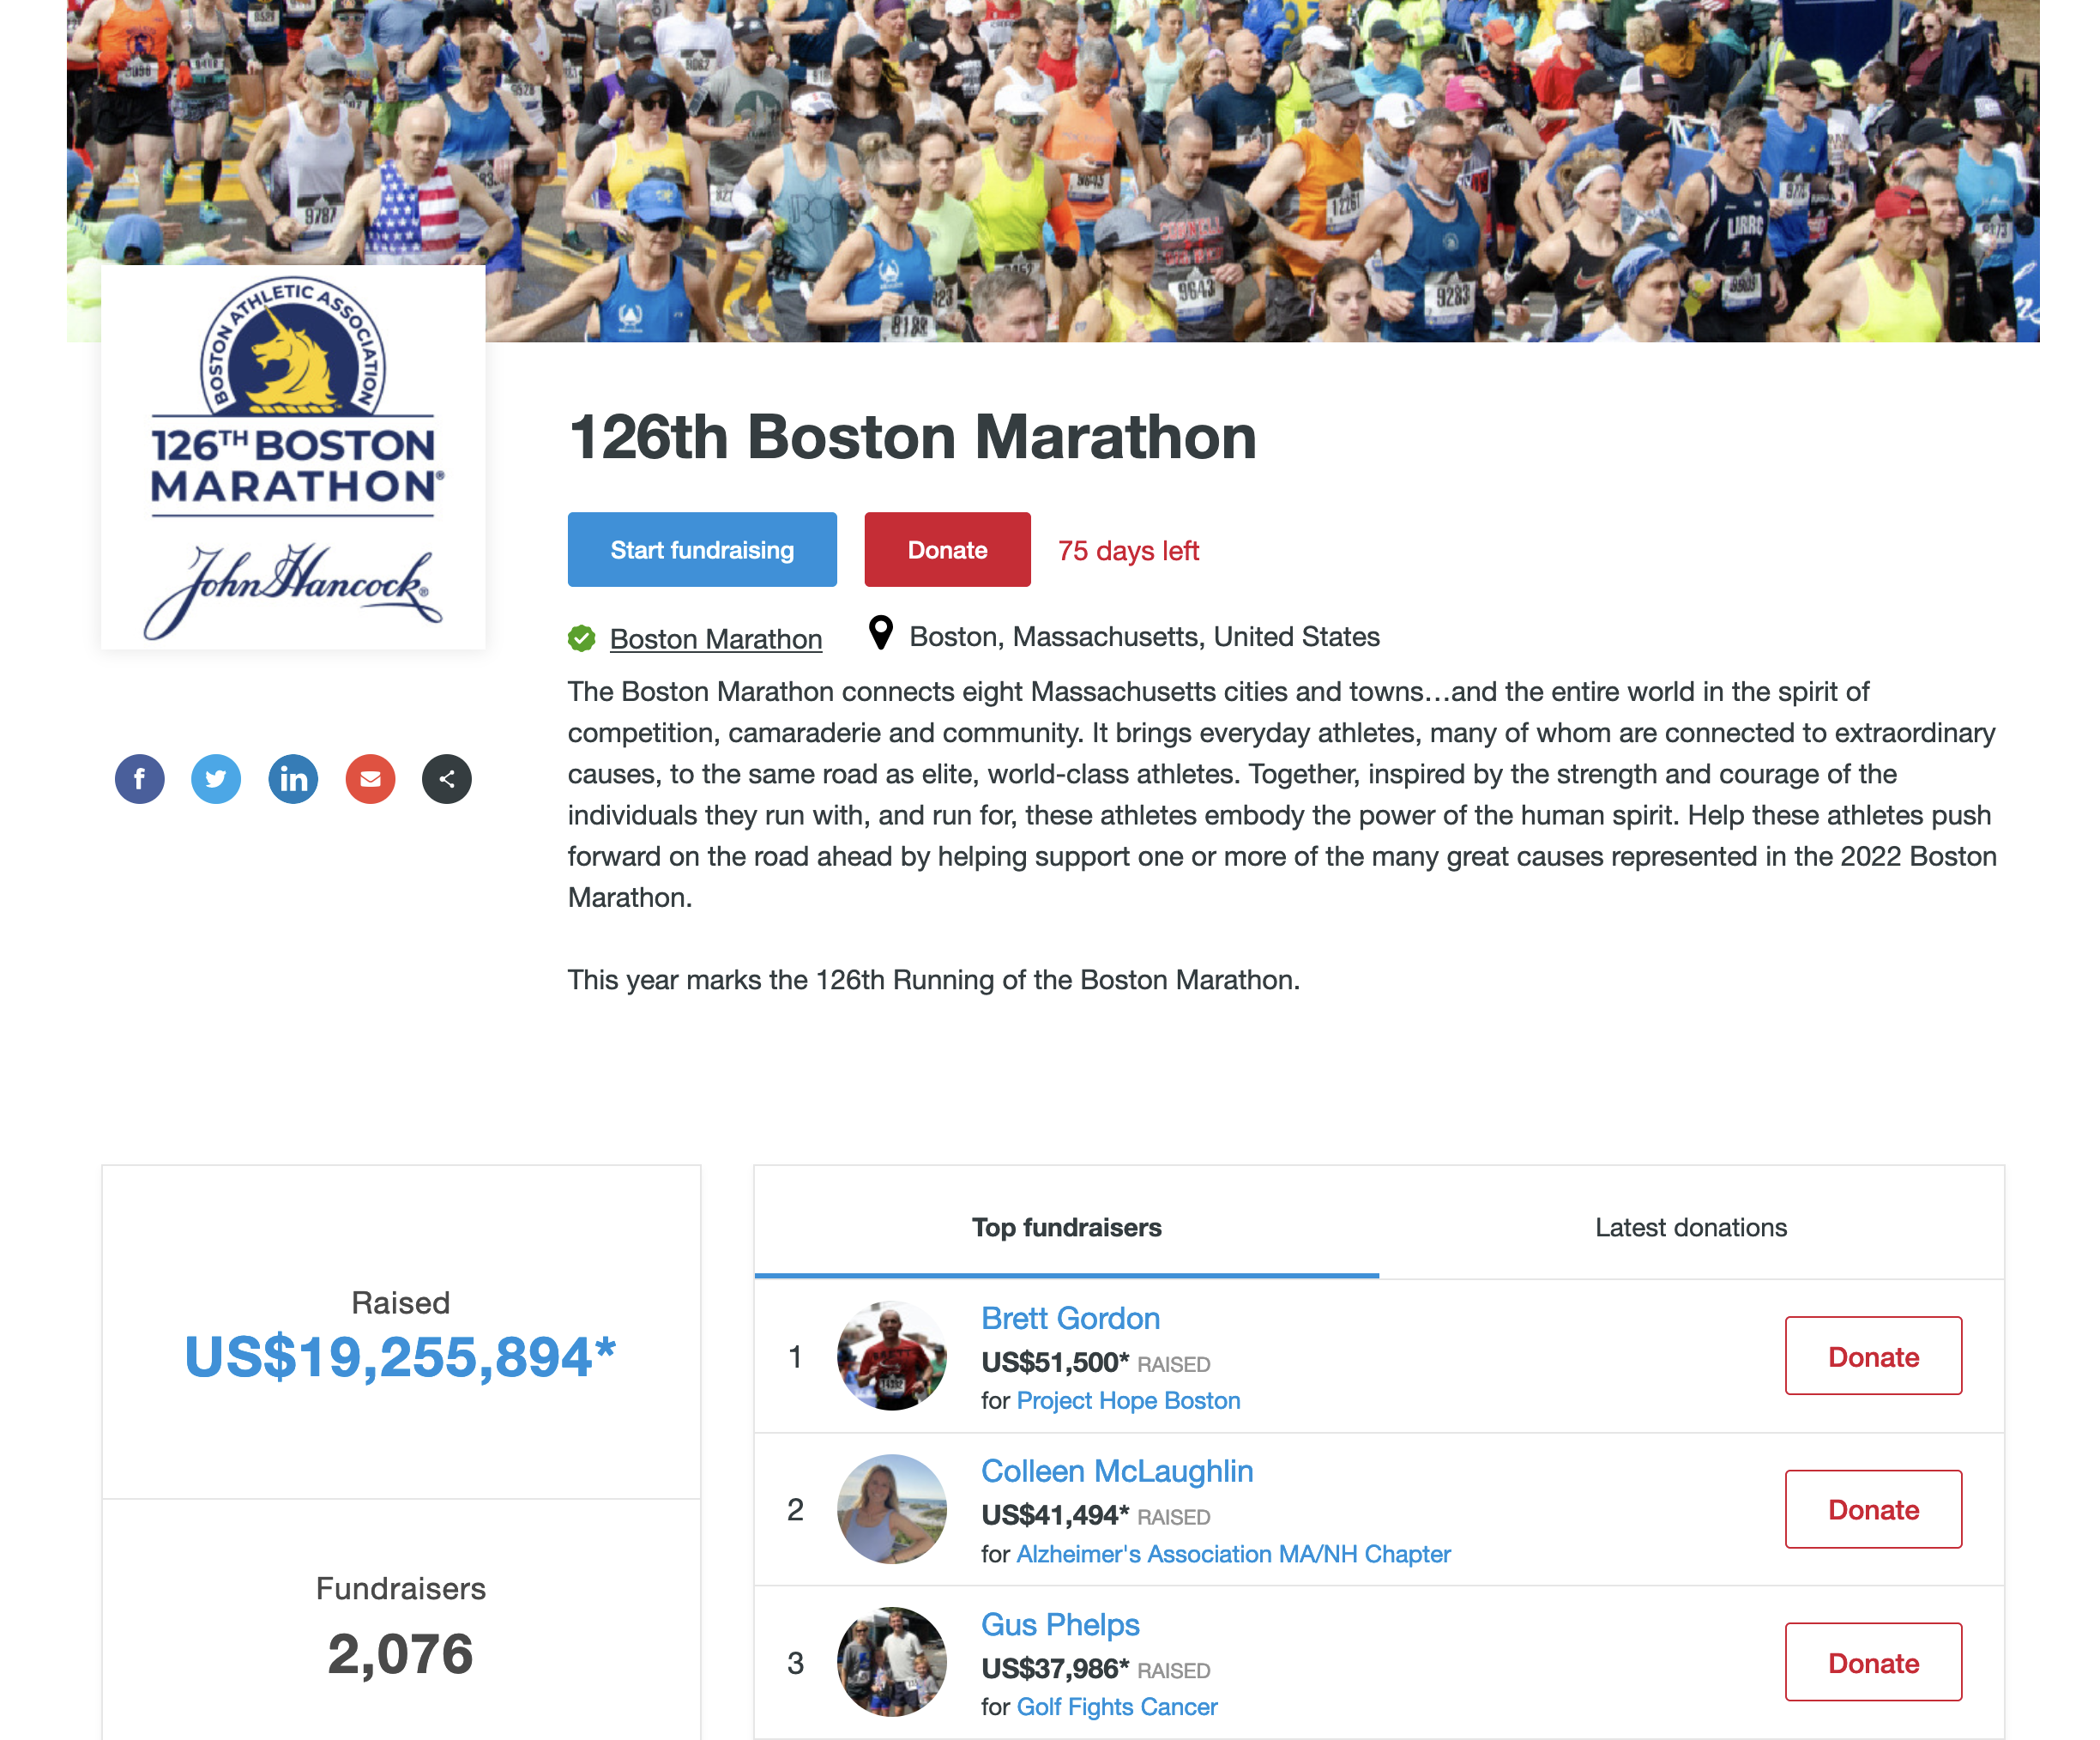 9787
9643
9283
8188
12261
LJRRC
BOSTON ATHLETIC ASSOCIATION
126TH BOSTON
MARATHON®
John Hancock®
126th Boston Marathon
Start fundraising
Donate
75 days left
Boston Marathon
Boston, Massachusetts, United States
The Boston Marathon connects eight Massachusetts cities and towns…and the entire world in the spirit of
competition, camaraderie and community. It brings everyday athletes, many of whom are connected to extraordinary
causes, to the same road as elite, world-class athletes. Together, inspired by the strength and courage of the
individuals they run with, and run for, these athletes embody the power of the human spirit. Help these athletes push
forward on the road ahead by helping support one or more of the many great causes represented in the 2022 Boston
Marathon.
This year marks the 126th Running of the Boston Marathon.
Raised
US$19,255,894*
Fundraisers
2,076
Top fundraisers
Latest donations
1
Brett Gordon
US$51,500* RAISED
for Project Hope Boston
Donate
2
Colleen McLaughlin
US$41,494* RAISED
for Alzheimer's Association MA/NH Chapter
Donate
3
Gus Phelps
US$37,986* RAISED
for Golf Fights Cancer
Donate